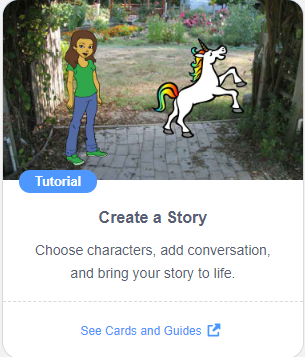 Tutorial
Create a Story
Choose characters, add conversation,
and bring your story to life.
See Cards and Guides